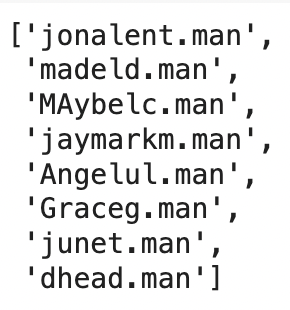 ['jonalent.man',
'madeld.man',
'MAybelc.man',
'jaymarkm.man',
'Angelul.man',
'Graceg.man',
'junet.man',
'dhead.man']